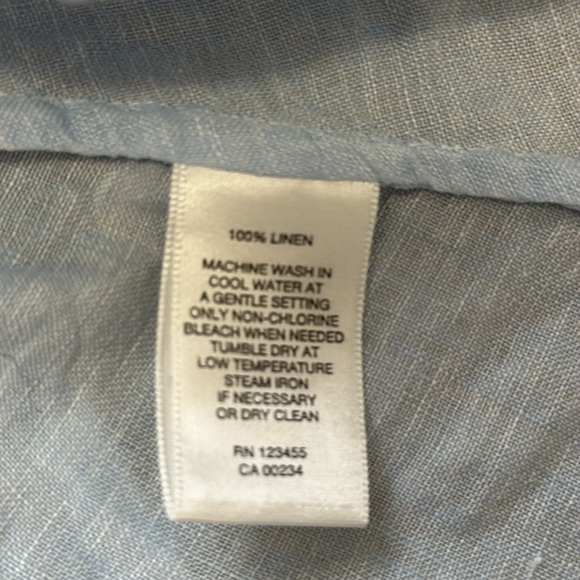 100% LINEN
MACHINE WASH IN
COOL WATER AT
A GENTLE SETTING
ONLY NON-CHLORINE
BLEACH WHEN NEEDED
TUMBLE DRY AT
LOW TEMPERATURE
STEAM IRON
IF NECESSARY
OR DRY CLEAN
RN 123455
CA 00234